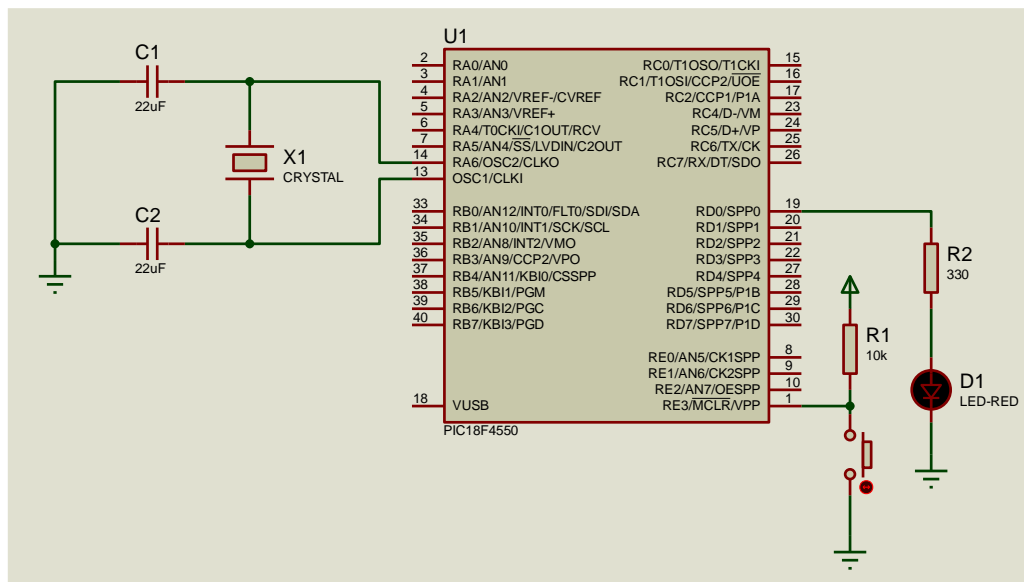 U1
C1
22uF
X1
CRYSTAL
C2
22uF
2 RA0/AN0
3 RA1/AN1
4 RA2/AN2/VREF-/CVREF
5 RA3/AN3/VREF+
6 RA4/T0CKI/C1OUT/RCV
7 RA5/AN4/SS/LVDIN/C2OUT
14 RA6/OSC2/CLKO
13 OSC1/CLKI
33 RB0/AN12/INT0/FLT0/SDI/SDA
34 RB1/AN10/INT1/SCK/SCL
35 RB2/AN8/INT2/VMO
36 RB3/AN9/CCP2/VPO
37 RB4/AN11/KBI0/CSSPP
38 RB5/KBI1/PGM
39 RB6/KBI2/PGC
40 RB7/KBI3/PGD
18 VUSB
RC0/T1OSO/T1CKI 15
RC1/T1OSI/CCP2/UOE 16
RC2/CCP1/P1A 17
RC4/D-/VM 23
RC5/D+/VP 24
RC6/TX/CK 25
RC7/RX/DT/SDO 26
RD0/SPP0 19
RD1/SPP1 20
RD2/SPP2 21
RD3/SPP3 22
RD4/SPP4 27
RD5/SPP5/P1B 28
RD6/SPP6/P1C 29
RD7/SPP7/P1D 30
RE0/AN5/CK1SPP 8
RE1/AN6/CK2SPP 9
RE2/AN7/OESPP 10
RE3/MCLR/VPP 1
PIC18F4550
R2
330
R1
10k
D1
LED-RED